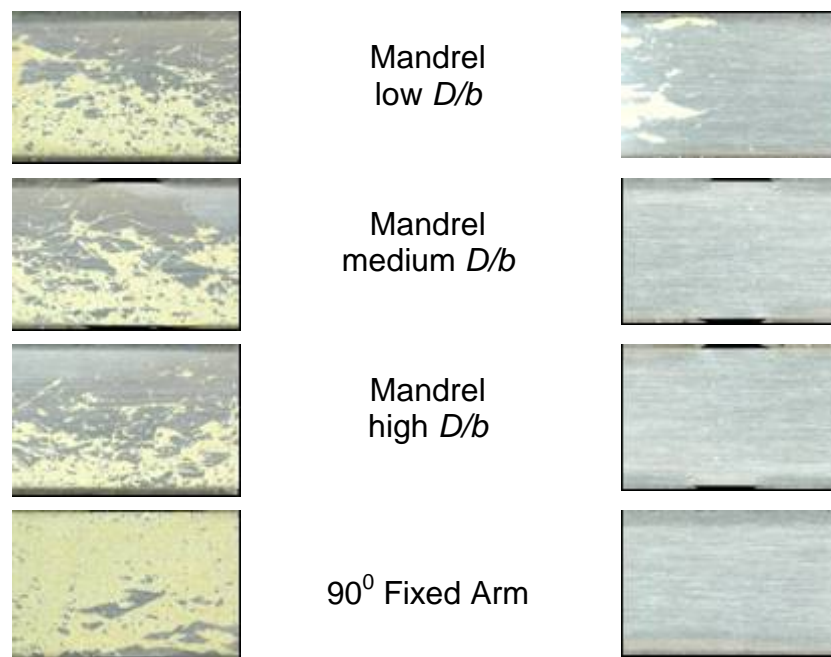 Mandrel
low D/b
Mandrel
medium D/b
Mandrel
high D/b
90⁰ Fixed Arm